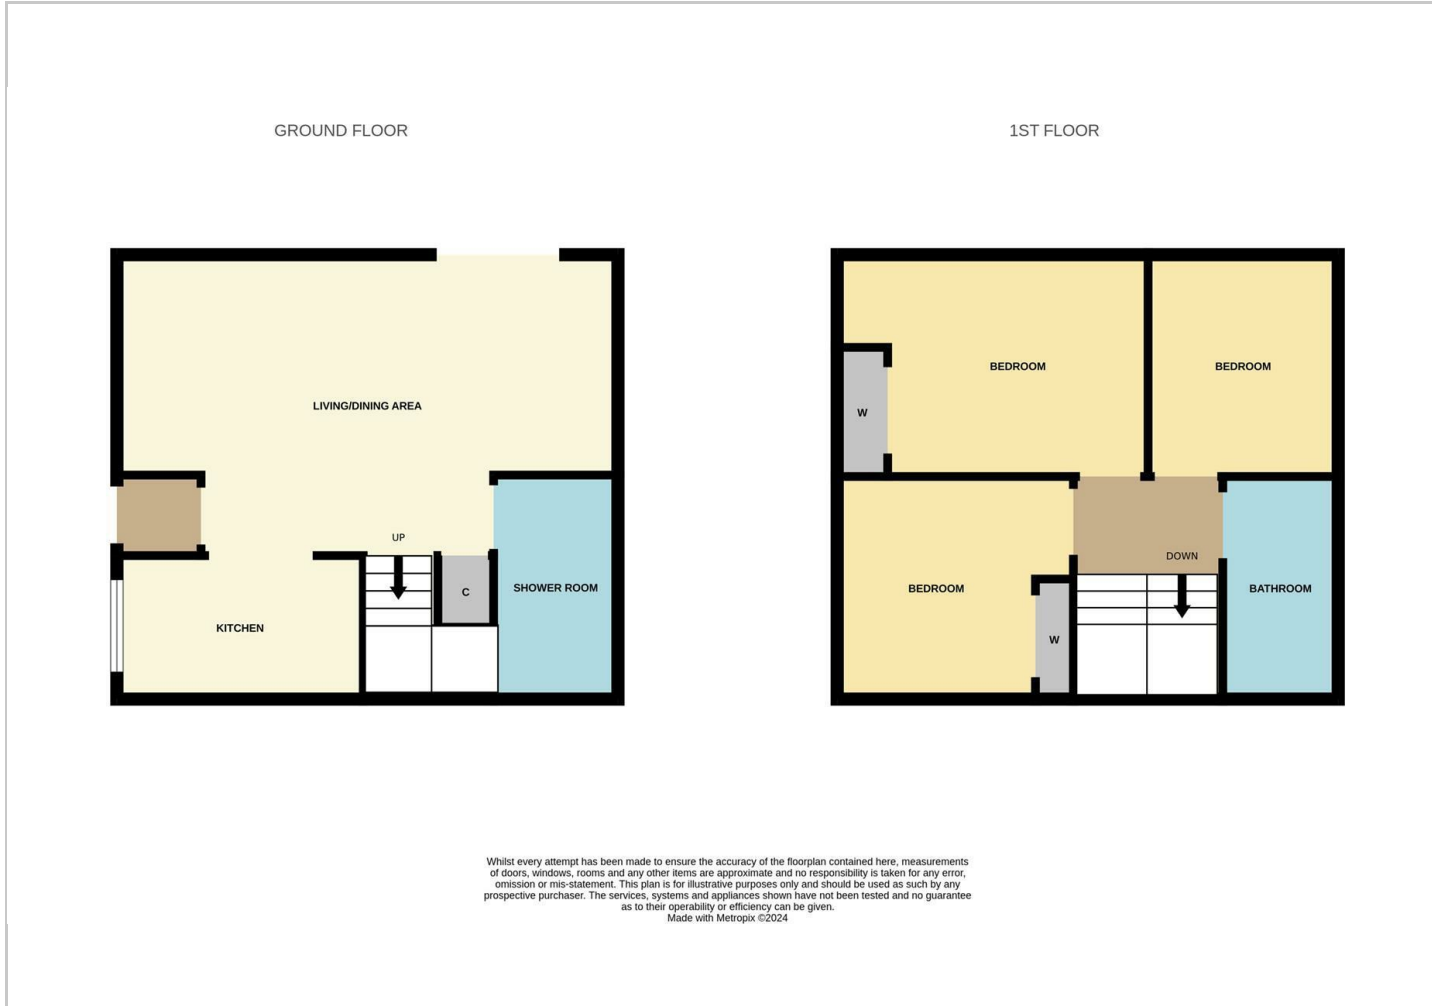 GROUND FLOOR
1ST FLOOR
LIVING/DINING AREA
UP
C
SHOWER ROOM
KITCHEN
BEDROOM
BEDROOM
W
DOWN
BEDROOM
BATHROOM
W
Whilst every attempt has been made to ensure the accuracy of the floorplan contained here, measurements
of doors, windows, rooms and any other items are approximate and no responsibility is taken for any error,
omission or mis-statement. This plan is for illustrative purposes only and should be used as such by any
prospective purchaser. The services, systems and appliances shown have not been tested and no guarantee
as to their operability or efficiency can be given.
Made with Metropix ©2024